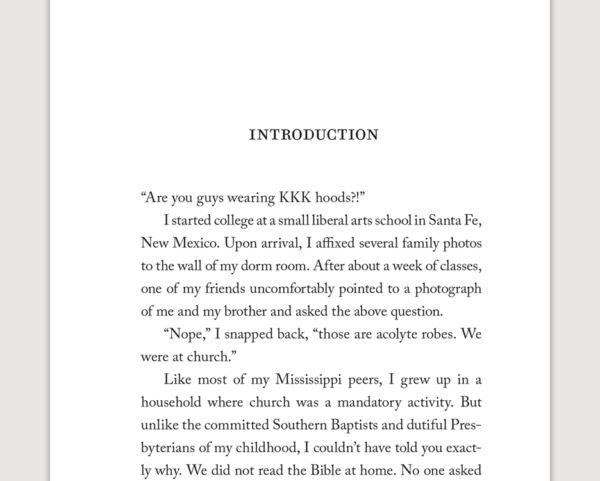 INTRODUCTION
“Are you guys wearing KKK hoods?!”
I started college at a small liberal arts school in Santa Fe,
New Mexico. Upon arrival, I affixed several family photos
to the wall of my dorm room. After about a week of classes,
one of my friends uncomfortably pointed to a photograph
of me and my brother and asked the above question.
“Nope,” I snapped back, “those are acolyte robes. We
were at church.”
Like most of my Mississippi peers, I grew up in a
household where church was a mandatory activity. But
unlike the committed Southern Baptists and dutiful Pres-
byterians of my childhood, I couldn’t have told you exact-
ly why. We did not read the Bible at home. No one asked